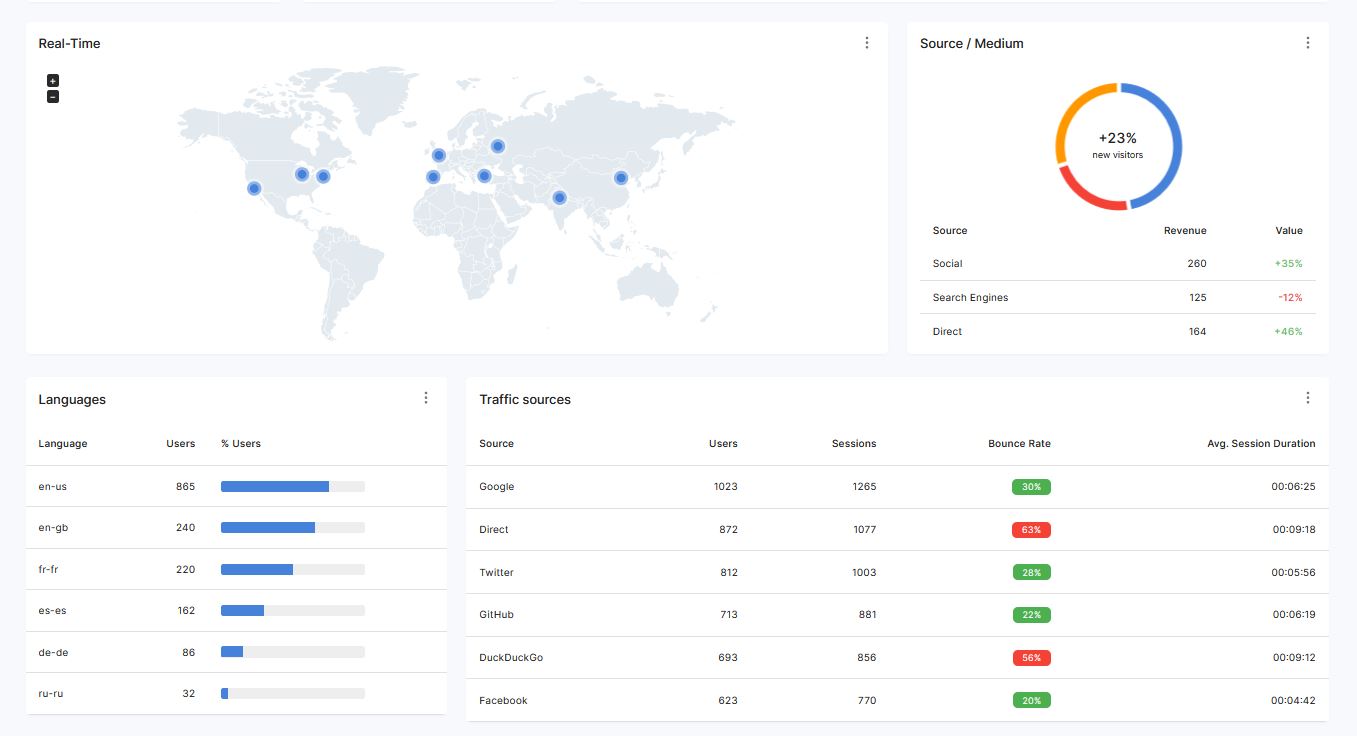 Real-Time
+
−
Source / Medium
+23%
new visitors
Source Revenue Value
Social 260 +35%
Search Engines 125 -12%
Direct 164 +46%
Languages
Language Users % Users
en-us 865
en-gb 240
fr-fr 220
es-es 162
de-de 86
ru-ru 32
Traffic sources
Source Users Sessions Bounce Rate Avg. Session Duration
Google 1023 1265 30% 00:06:25
Direct 872 1077 63% 00:09:18
Twitter 812 1003 28% 00:05:56
GitHub 713 881 22% 00:06:19
DuckDuckGo 693 856 56% 00:09:12
Facebook 623 770 20% 00:04:42